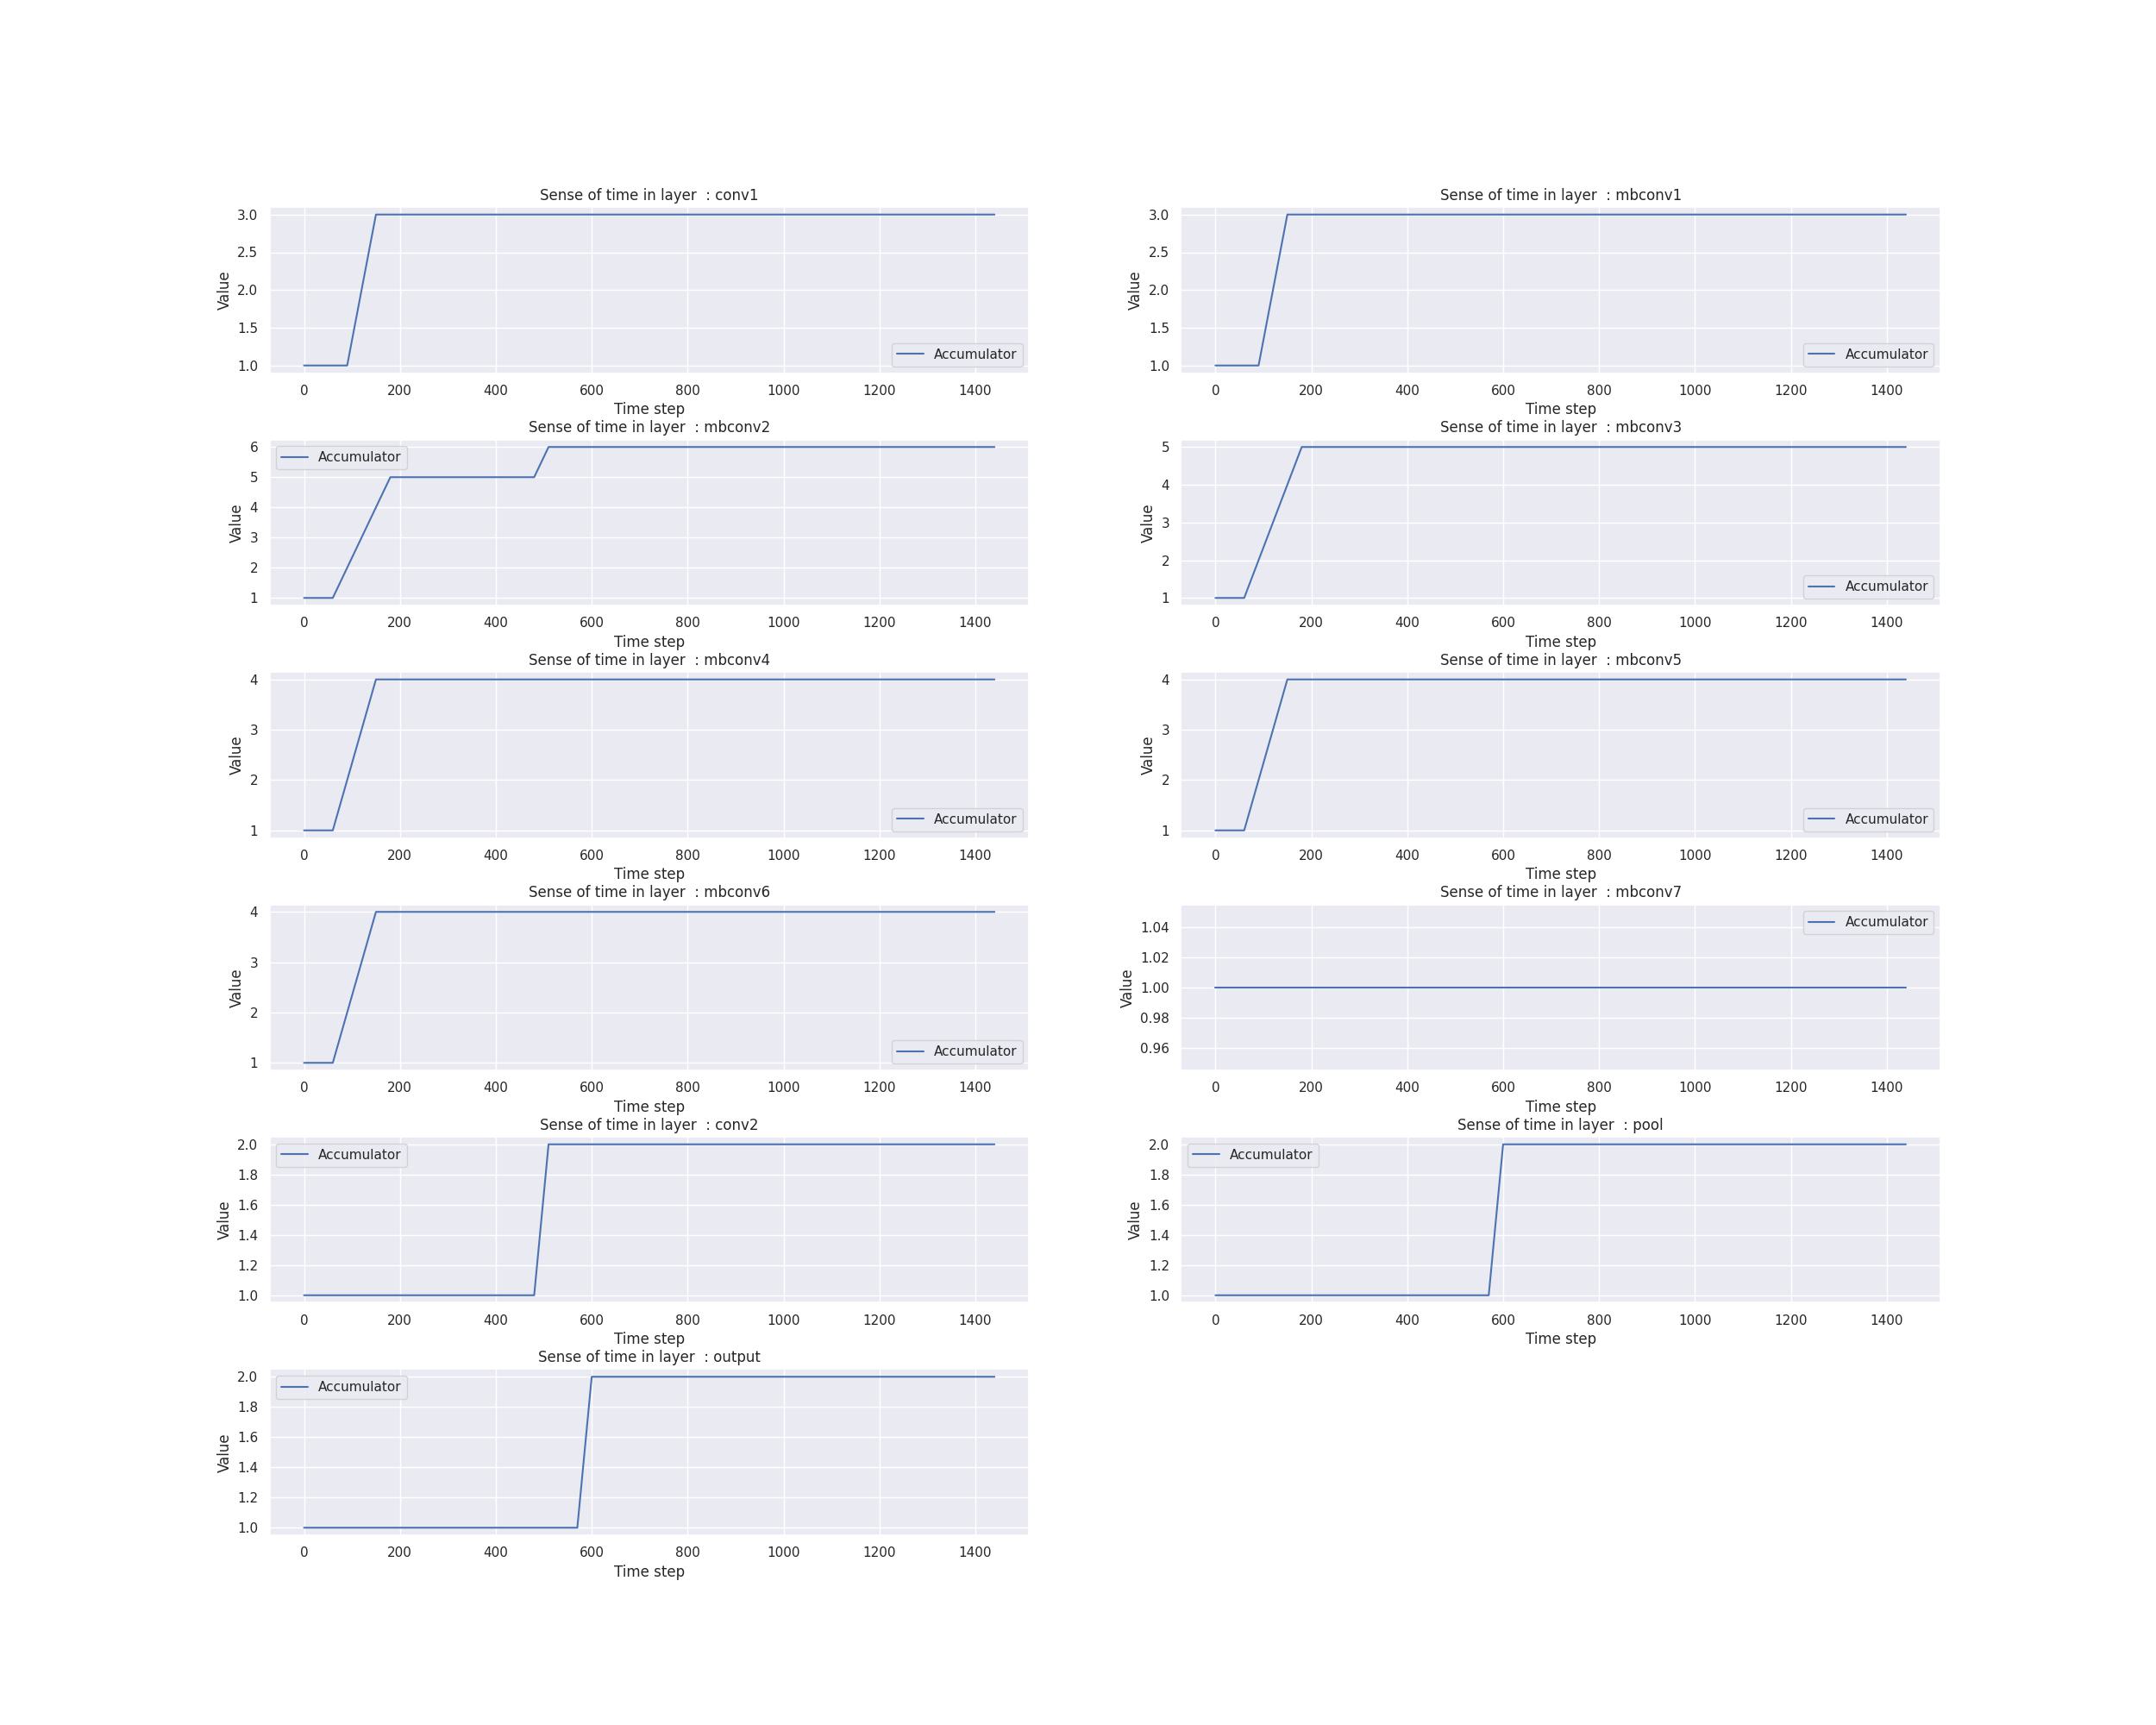 Sense of time in layer  : conv1
3.0
2.5
2.0
1.5
1.0
Value
Accumulator
0 200 400 600 800 1000 1200 1400
Time step
Sense of time in layer  : mbconv1
3.0
2.5
2.0
1.5
1.0
Value
Accumulator
0 200 400 600 800 1000 1200 1400
Time step
Sense of time in layer  : mbconv2
6
5
4
3
2
1
Value
Accumulator
0 200 400 600 800 1000 1200 1400
Time step
Sense of time in layer  : mbconv3
5
4
3
2
1
Value
Accumulator
0 200 400 600 800 1000 1200 1400
Time step
Sense of time in layer  : mbconv4
4
3
2
1
Value
Accumulator
0 200 400 600 800 1000 1200 1400
Time step
Sense of time in layer  : mbconv5
4
3
2
1
Value
Accumulator
0 200 400 600 800 1000 1200 1400
Time step
Sense of time in layer  : mbconv6
4
3
2
1
Value
Accumulator
0 200 400 600 800 1000 1200 1400
Time step
Sense of time in layer  : mbconv7
1.04
1.02
1.00
0.98
0.96
Value
Accumulator
0 200 400 600 800 1000 1200 1400
Time step
Sense of time in layer  : conv2
2.0
1.8
1.6
1.4
1.2
1.0
Value
Accumulator
0 200 400 600 800 1000 1200 1400
Time step
Sense of time in layer  : pool
2.0
1.8
1.6
1.4
1.2
1.0
Value
Accumulator
0 200 400 600 800 1000 1200 1400
Time step
Sense of time in layer  : output
2.0
1.8
1.6
1.4
1.2
1.0
Value
Accumulator
0 200 400 600 800 1000 1200 1400
Time step